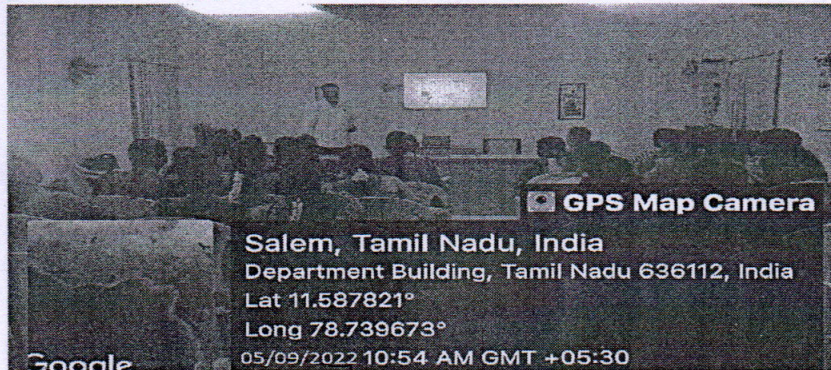 GPS Map Camera
Salem, Tamil Nadu, India
Department Building, Tamil Nadu 636112, India
Lat 11.587821°
Long 78.739673°
05/09/2022 10:54 AM GMT +05:30
Google